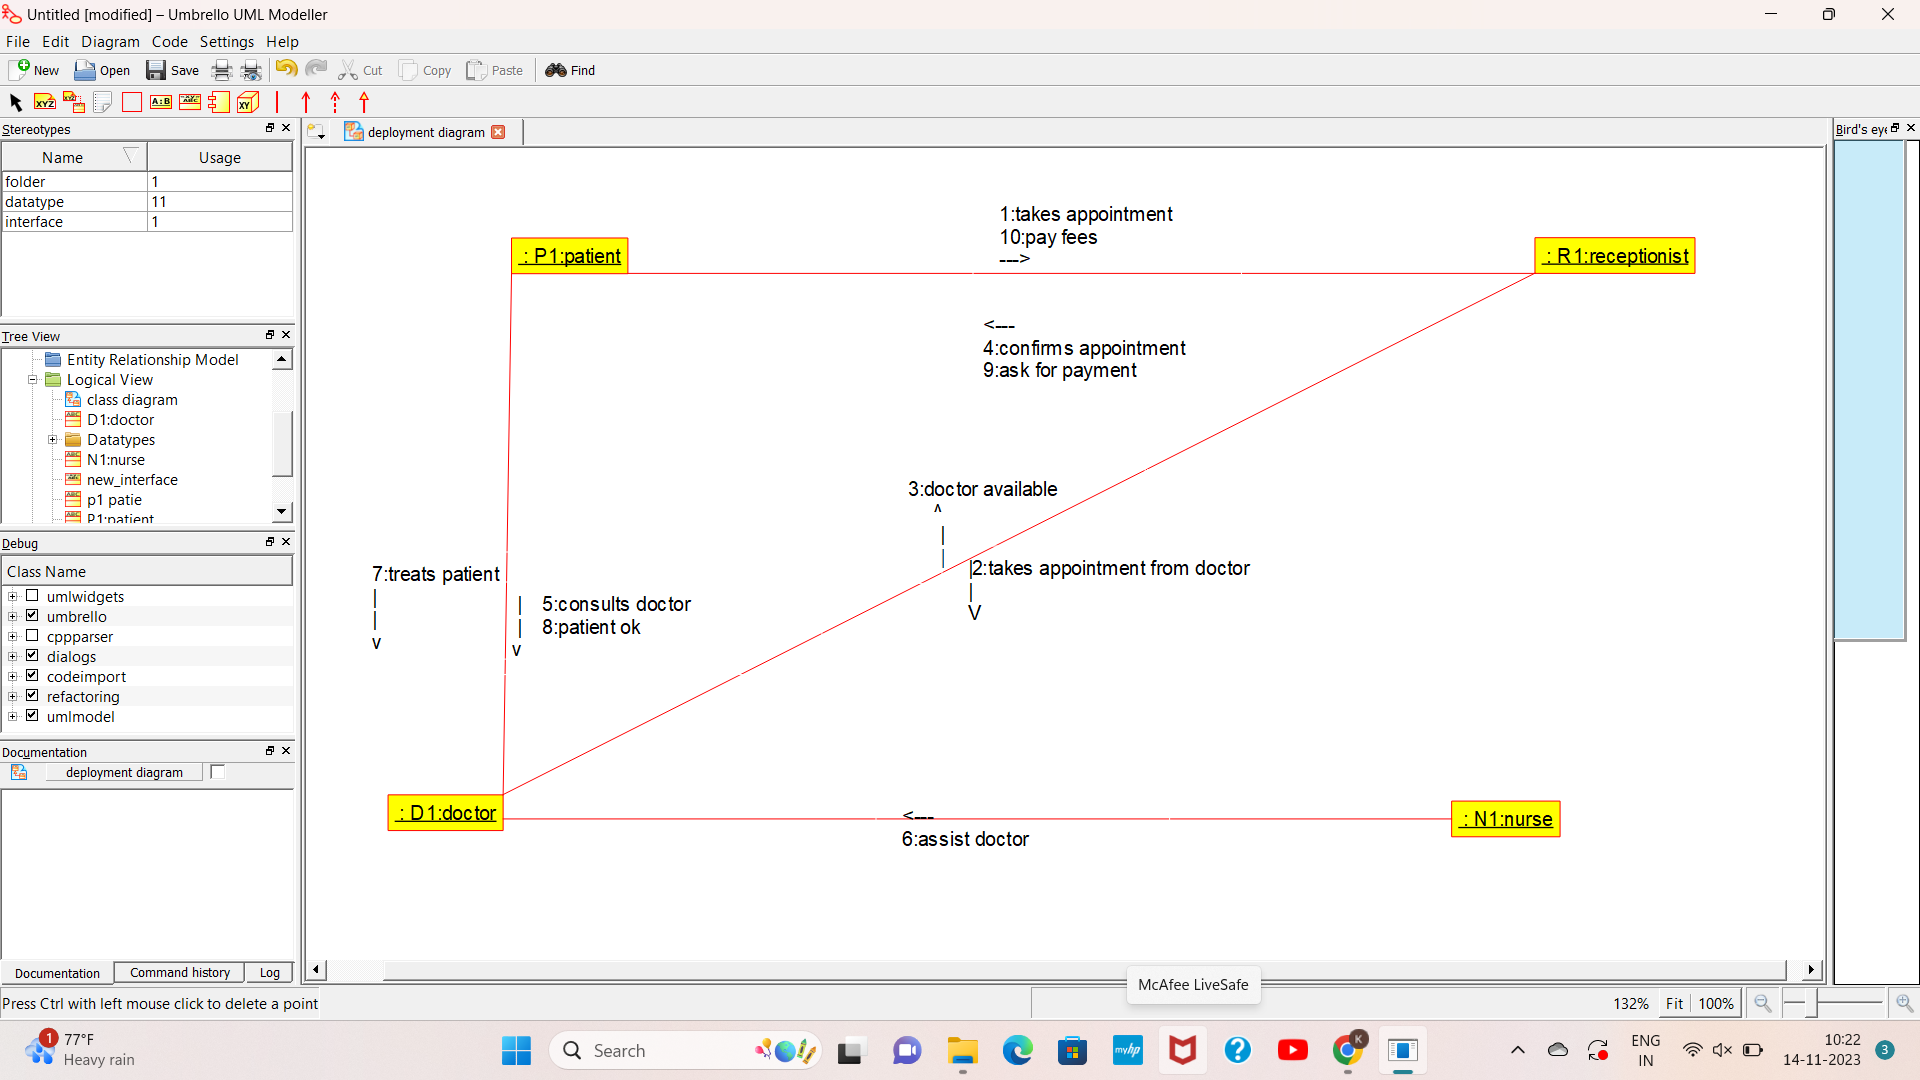 Untitled [modified] – Umbrello UML Modeller
File Edit Diagram Code Settings Help
New Open Save Cut Copy Paste Find
XYZ XYZ A:B ABC XY
Stereotypes
Name Usage
folder 1
datatype 11
interface 1
Tree View
Entity Relationship Model
Logical View
class diagram
D1:doctor
Datatypes
N1:nurse
new_interface
p1 patie
P1:patient
Debug
Class Name
umlwidgets
umbrello
cppparser
dialogs
codeimport
refactoring
umlmodel
Documentation
deployment diagram
Documentation Command history Log
Press Ctrl with left mouse click to delete a point
deployment diagram
1:takes appointment
10:pay fees
--->
: P1:patient
: R1:receptionist
<---
4:confirms appointment
9:ask for payment
3:doctor available
^
|
|
|2:takes appointment from doctor
|
V
7:treats patient
|
|
v
| 5:consults doctor
| 8:patient ok
v
: D1:doctor
<---
6:assist doctor
: N1:nurse
Bird's eye
McAfee LiveSafe
132% Fit 100%
1
77°F
Heavy rain
Search
myhp
K
ENG
IN
10:22
14-11-2023
3